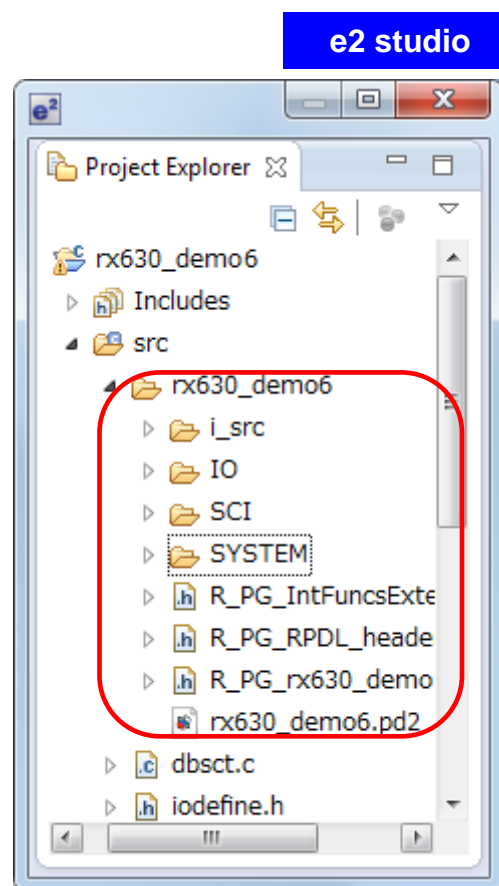 e2 studio
e2
Project Explorer
rx630_demo6
Includes
src
rx630_demo6
i_src
IO
SCI
SYSTEM
R_PG_IntFuncsExte
R_PG_RPDL_heade
R_PG_rx630_demo
rx630_demo6.pd2
dbsct.c
iodefine.h